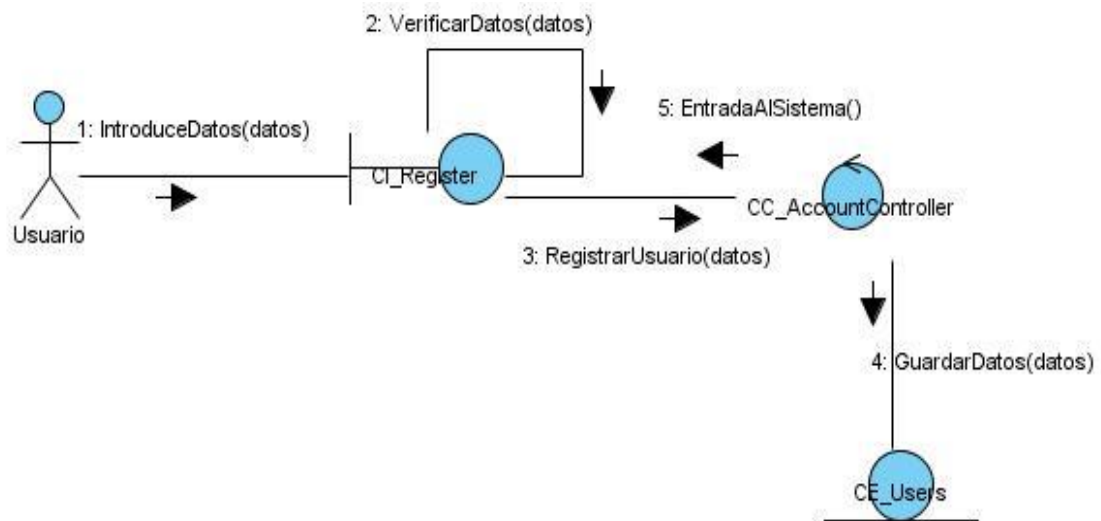 2: VerificarDatos(datos)
5: EntradaAlSistema()
1: IntroduceDatos(datos)
CI_Register
CC_AccountController
Usuario
3: RegistrarUsuario(datos)
4: GuardarDatos(datos)
CE_Users